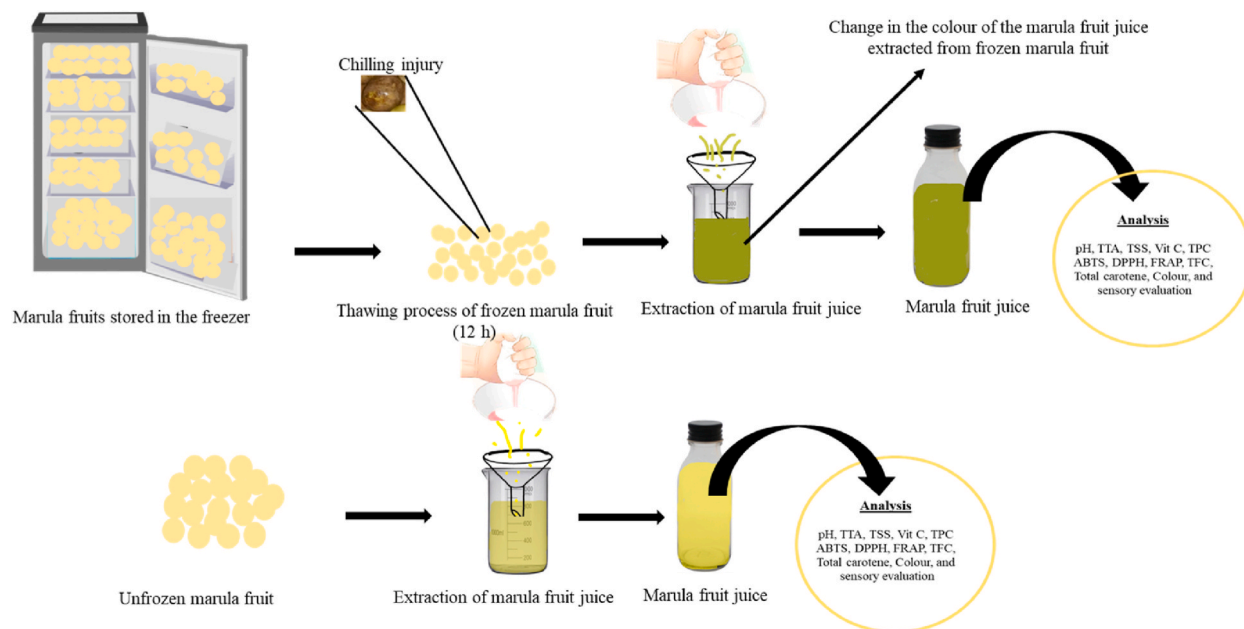 Change in the colour of the marula fruit juice
extracted from frozen marula fruit
Chilling injury
Analysis
pH, TTA, TSS, Vit C, TPC
ABTS, DPPH, FRAP, TFC,
Total carotene, Colour, and
sensory evaluation
Marula fruits stored in the freezer
Thawing process of frozen marula fruit
(12 h)
Extraction of marula fruit juice
Marula fruit juice
Analysis
pH, TTA, TSS, Vit C, TPC
ABTS, DPPH, FRAP, TFC,
Total carotene, Colour, and
sensory evaluation
Unfrozen marula fruit
Extraction of marula fruit juice
Marula fruit juice